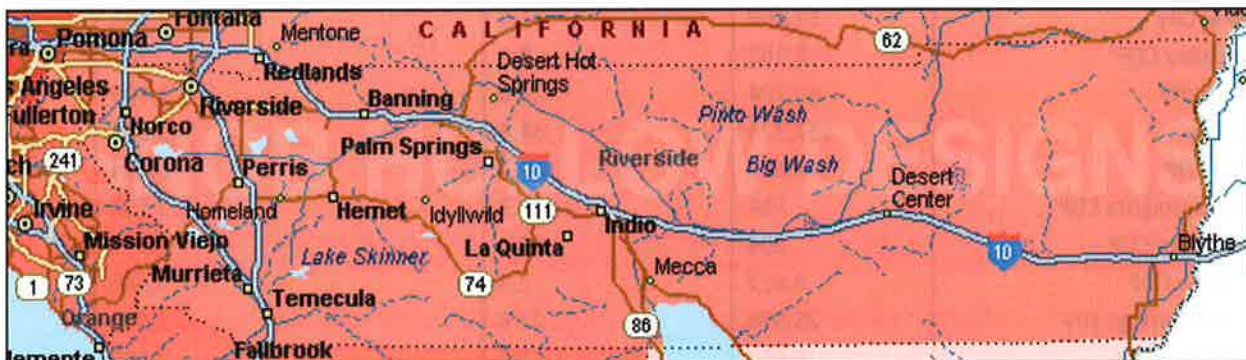 Fontana
CALIFORNIA
Pomona
Mentone
62
Redlands
Desert Hot
Springs
s Angeles
Riverside
Banning
ullerton
Norco
Pinto Wash
241
Corona
Palm Springs
Riverside
Big Wash
Perris
10
Desert
Center
Irvine
Homeland
Hemet
Idyllwild
111
Indio
Mission Viejo
La Quinta
Blythe
Lake Skinner
10
1
73
Murrieta
74
Mecca
Temecula
Orange
86
Fallbrook
lemente